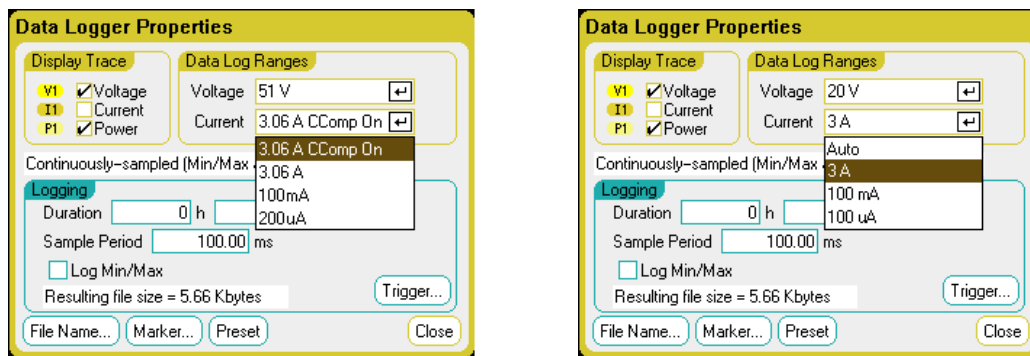 Data Logger Properties
Display Trace
V1 Voltage
I1 Current
P1 Power
Data Log Ranges
Voltage 51 V
Current 3.06 A CComp On
3.06 A CComp On
3.06 A
100mA
200uA
Continuously-sampled (Min/Max
Logging
Duration 0 h
Sample Period 100.00 ms
Log Min/Max
Resulting file size = 5.66 Kbytes
Trigger...
File Name... Marker... Preset Close
Data Logger Properties
Display Trace
V1 Voltage
I1 Current
P1 Power
Data Log Ranges
Voltage 20 V
Current 3 A
Auto
3 A
100 mA
100 uA
Continuously-sampled (Min/Max
Logging
Duration 0 h
Sample Period 100.00 ms
Log Min/Max
Resulting file size = 5.66 Kbytes
Trigger...
File Name... Marker... Preset Close